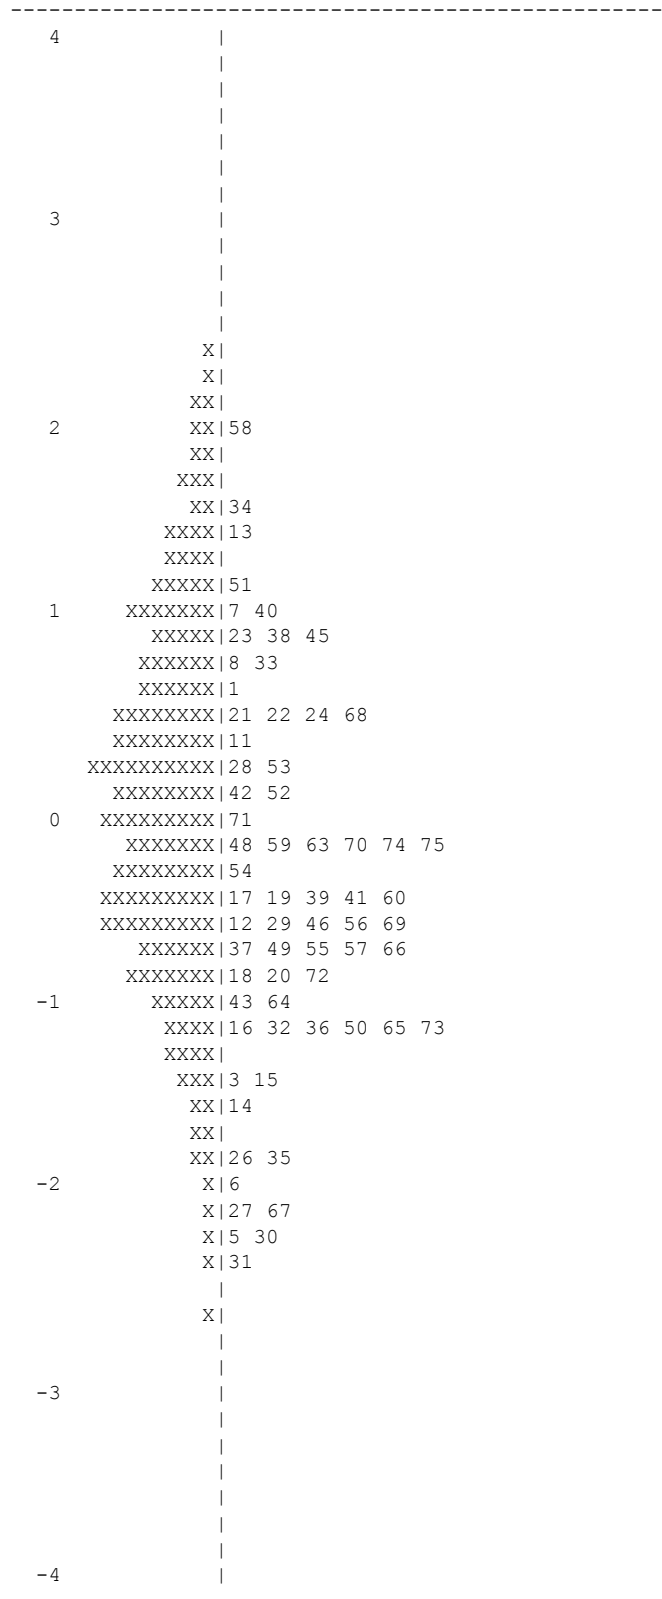 ---------------------------------------------------
4 |
|
|
|
|
|
|
3 |
|
|
|
|
X|
X|
XX|
2 XX|58
XX|
XXX|
XX|34
XXXX|13
XXXX|
XXXXX|51
1 XXXXXXX|7 40
XXXXX|23 38 45
XXXXXX|8 33
XXXXXX|1
XXXXXXXX|21 22 24 68
XXXXXXXX|11
XXXXXXXXXX|28 53
XXXXXXXX|42 52
0 XXXXXXXXX|71
XXXXXXX|48 59 63 70 74 75
XXXXXXXX|54
XXXXXXXXX|17 19 39 41 60
XXXXXXXXX|12 29 46 56 69
XXXXXX|37 49 55 57 66
XXXXXXX|18 20 72
-1 XXXXX|43 64
XXXX|16 32 36 50 65 73
XXXX|
XXX|3 15
XX|14
XX|
XX|26 35
-2 X|6
X|27 67
X|5 30
X|31
|
X|
|
|
-3 |
|
|
|
|
|
|
-4 |